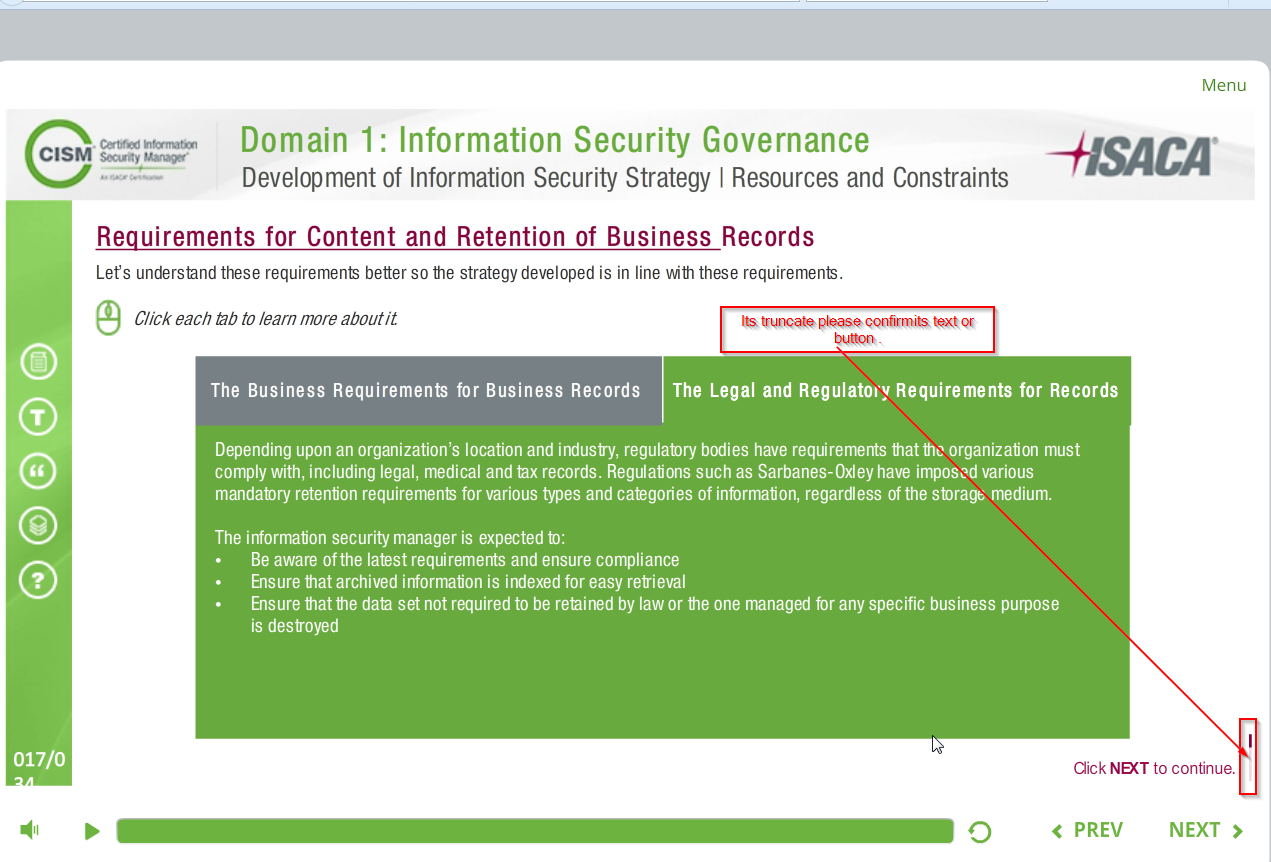 Menu
CISM
Certified Information
Security Manager®
An ISACA® Certification
Domain 1: Information Security Governance
Development of Information Security Strategy | Resources and Constraints
ISACA®
Requirements for Content and Retention of Business Records
Let's understand these requirements better so the strategy developed is in line with these requirements.
Click each tab to learn more about it.
Its truncate please confirmits text or
button .
The Business Requirements for Business Records
The Legal and Regulatory Requirements for Records
Depending upon an organization's location and industry, regulatory bodies have requirements that the organization must
comply with, including legal, medical and tax records. Regulations such as Sarbanes-Oxley have imposed various
mandatory retention requirements for various types and categories of information, regardless of the storage medium.
The information security manager is expected to:
• Be aware of the latest requirements and ensure compliance
• Ensure that archived information is indexed for easy retrieval
• Ensure that the data set not required to be retained by law or the one managed for any specific business purpose
is destroyed
T
“
?
017/0
34
Click NEXT to continue.
PREV
NEXT